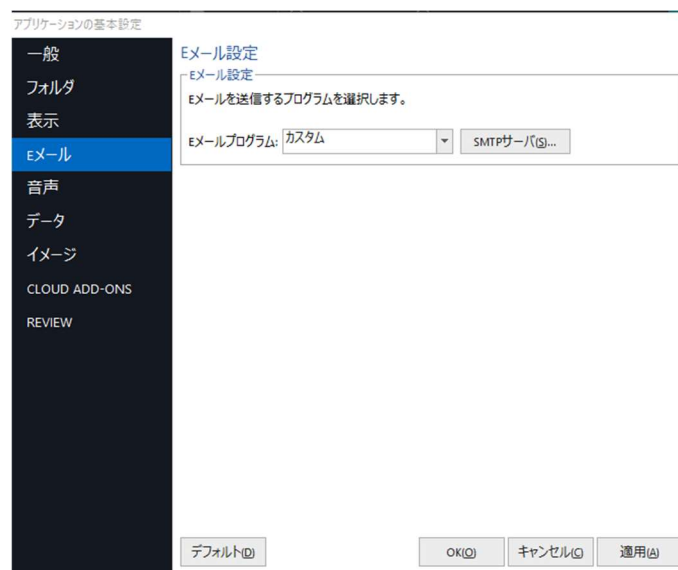 アプリケーションの基本設定
一般
フォルダ
表示
Eメール
音声
データ
イメージ
CLOUD ADD-ONS
REVIEW
Eメール設定
Eメール設定
Eメールを送信するプログラムを選択します。
Eメールプログラム: カスタム SMTPサーバ(S)...
デフォルト(D) OK(O) キャンセル(C) 適用(A)